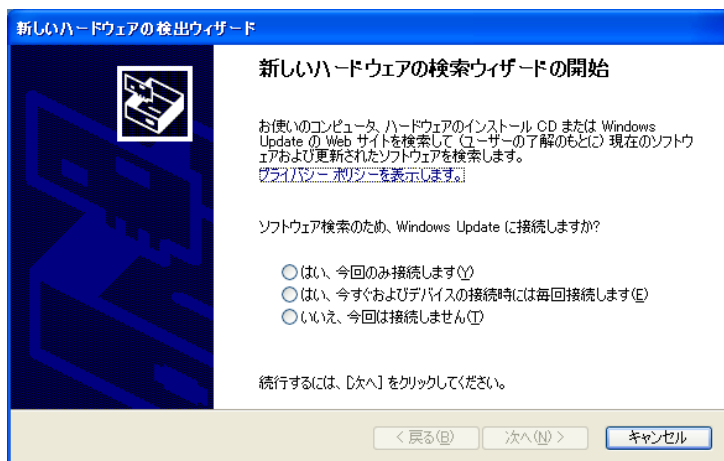 新しいハードウェアの検出ウィザード
新しいハードウェアの検索ウィザードの開始
お使いのコンピュータ、ハードウェアのインストール CD または Windows
Update の Web サイトを検索して (ユーザーの了解のもとに) 現在のソフトウ
ェアおよび更新されたソフトウェアを検索します。
プライバシー ポリシーを表示します。
ソフトウェア検索のため、Windows Update に接続しますか?
はい、今回のみ接続します(Y)
はい、今すぐおよびデバイスの接続時には毎回接続します(E)
いいえ、今回は接続しません(T)
続行するには、[次へ] をクリックしてください。
< 戻る(B)
次へ(N) >
キャンセル